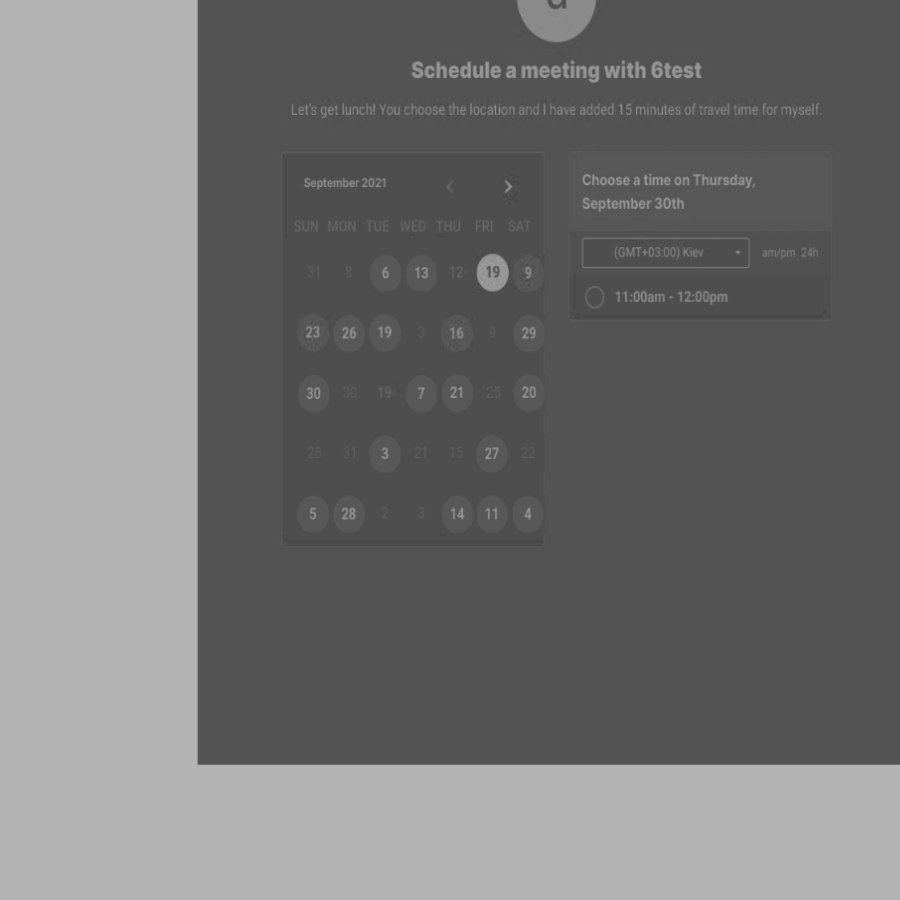 Schedule a meeting with 6test
Let's get lunch! You choose the location and I have added 15 minutes of travel time for myself.
September 2021
SUN MON TUE WED THU FRI SAT
31 8 6 13 12 19 9
23 26 19 3 16 9 29
30 30 19 7 21 25 20
26 31 3 21 15 27 22
5 28 2 3 14 11 4
Choose a time on Thursday,
September 30th
(GMT+03:00) Kiev am/pm 24h
11:00am - 12:00pm